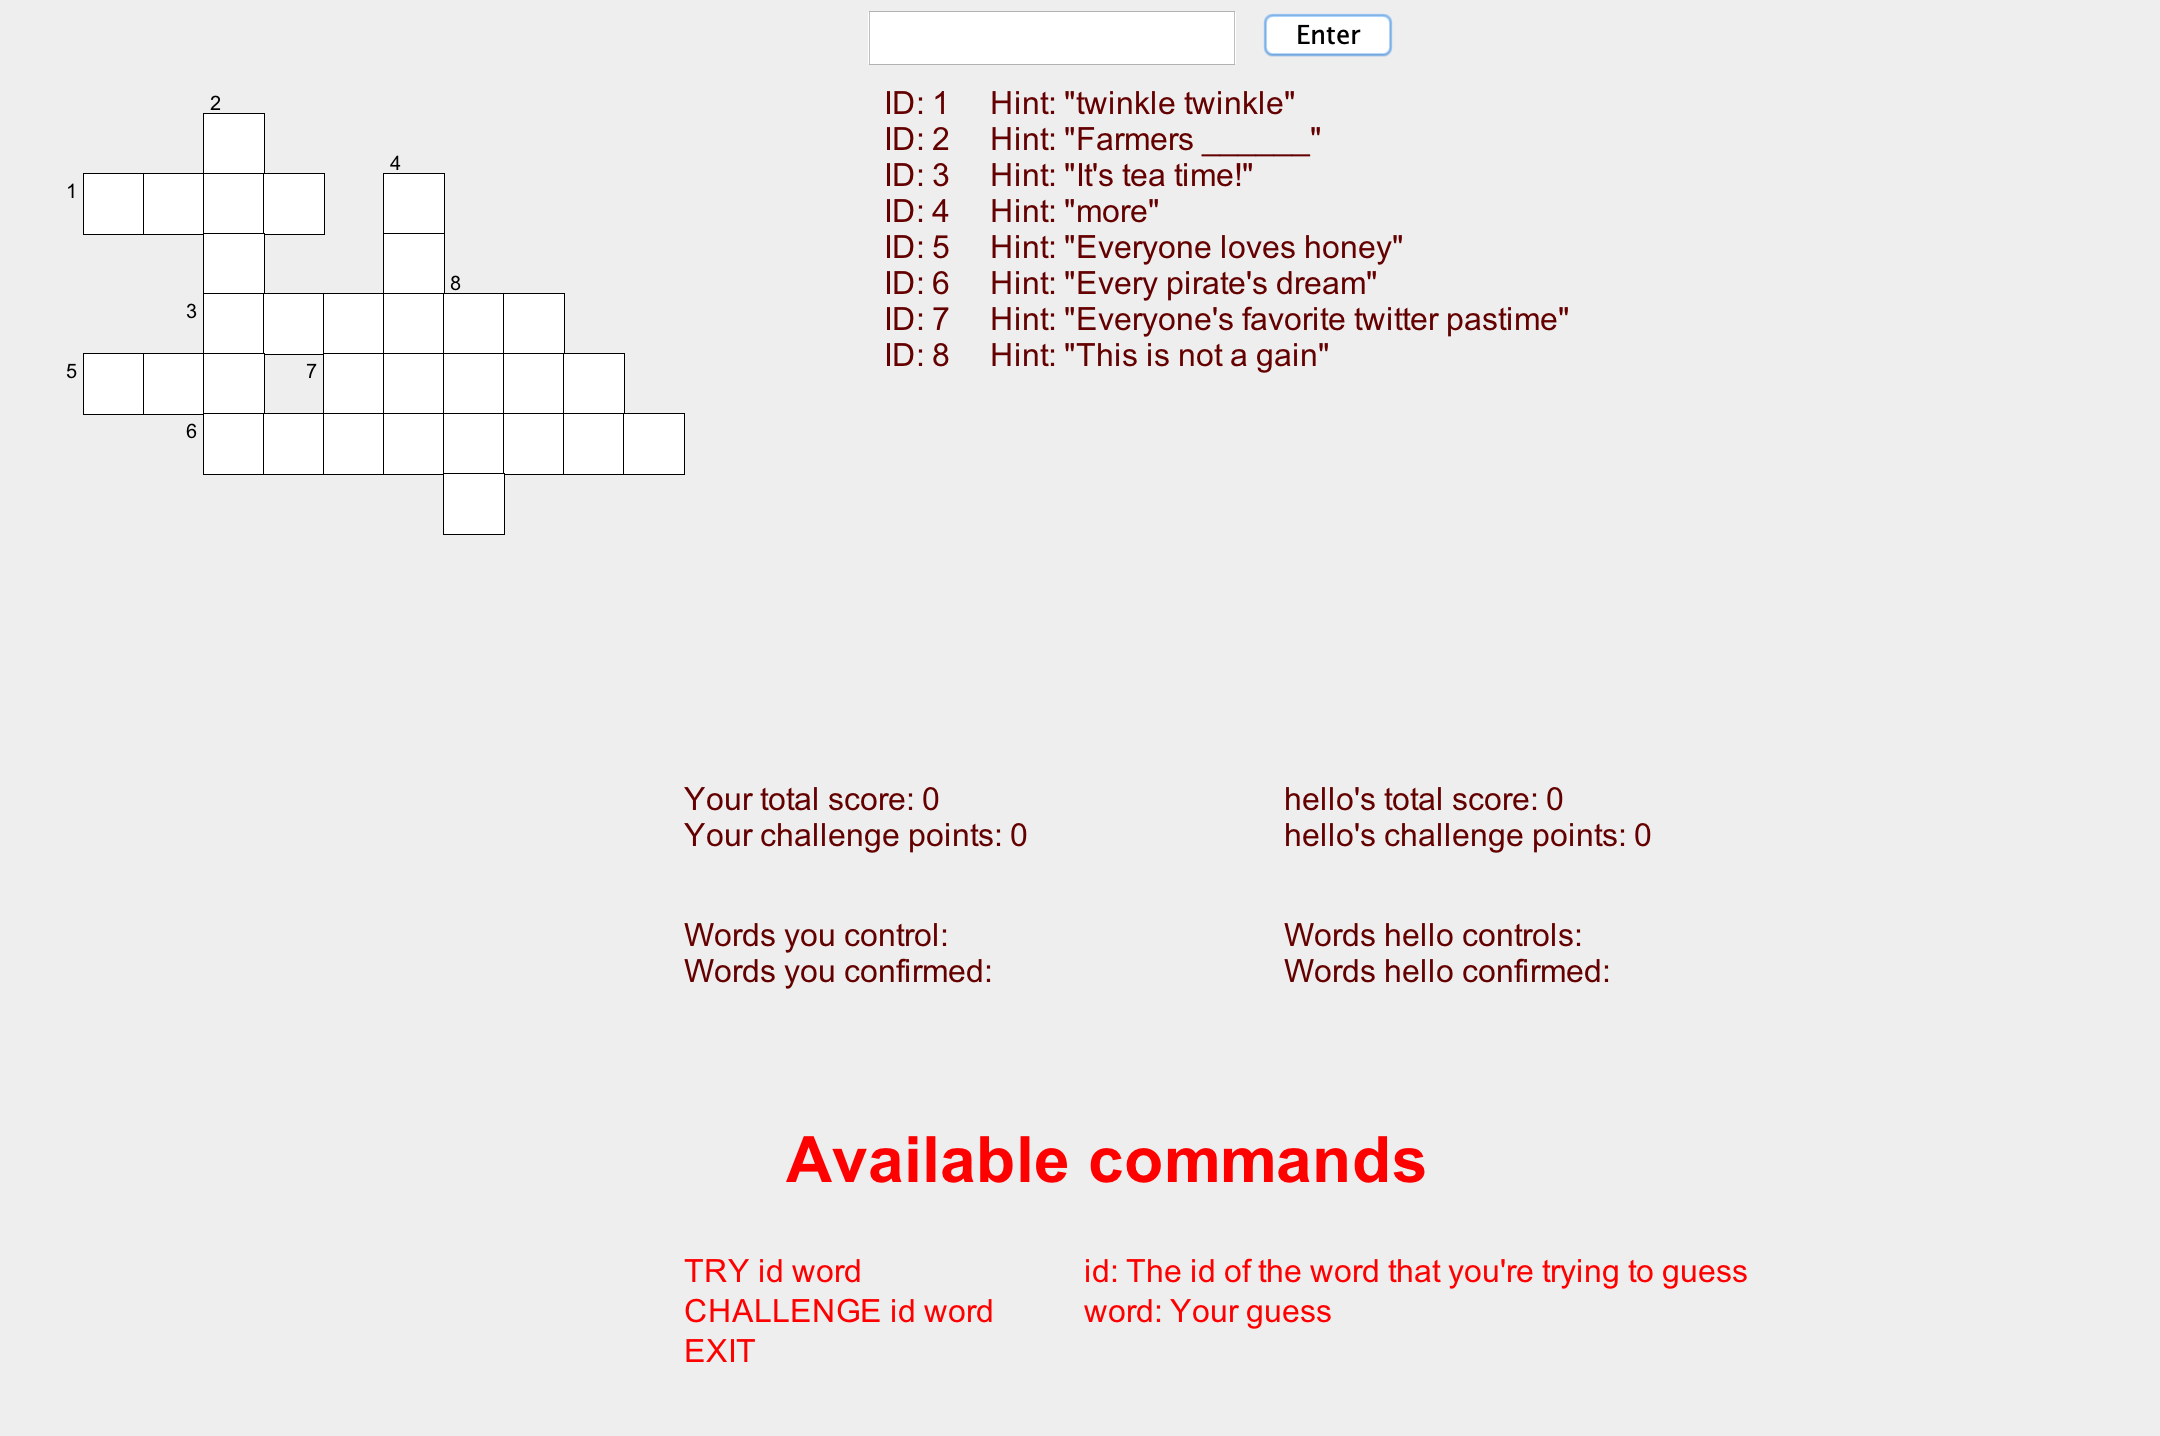 Enter
2
4
1
8
3
5
7
6
ID: 1 Hint: "twinkle twinkle"
ID: 2 Hint: "Farmers ______"
ID: 3 Hint: "It's tea time!"
ID: 4 Hint: "more"
ID: 5 Hint: "Everyone loves honey"
ID: 6 Hint: "Every pirate's dream"
ID: 7 Hint: "Everyone's favorite twitter pastime"
ID: 8 Hint: "This is not a gain"
Your total score: 0
Your challenge points: 0
hello's total score: 0
hello's challenge points: 0
Words you control:
Words you confirmed:
Words hello controls:
Words hello confirmed:
Available commands
TRY id word
CHALLENGE id word
EXIT
id: The id of the word that you're trying to guess
word: Your guess